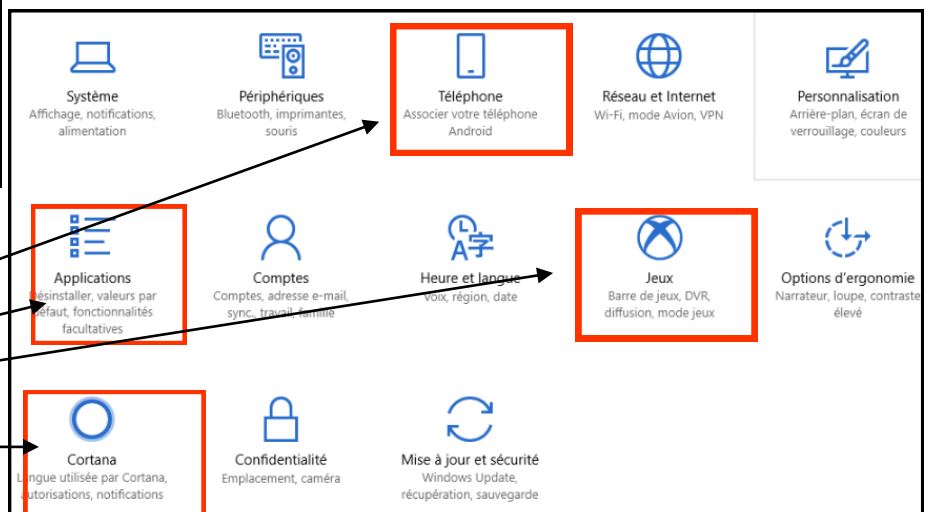 Système
Affichage, notifications,
alimentation
Périphériques
Bluetooth, imprimantes,
souris
Téléphone
Associer votre téléphone
Android
Réseau et Internet
Wi-Fi, mode Avion, VPN
Personnalisation
Arrière-plan, écran de
verrouillage, couleurs
Applications
Désinstaller, valeurs par
défaut, fonctionnalités
facultatives
Comptes
Comptes, adresse e-mail,
sync., travail, famille
Heure et langue
Voix, région, date
Jeux
Barre de jeux, DVR,
diffusion, mode jeux
Options d'ergonomie
Narrateur, loupe, contraste
élevé
Cortana
Langue utilisée par Cortana,
autorisations, notifications
Confidentialité
Emplacement, caméra
Mise à jour et sécurité
Windows Update,
récupération, sauvegarde